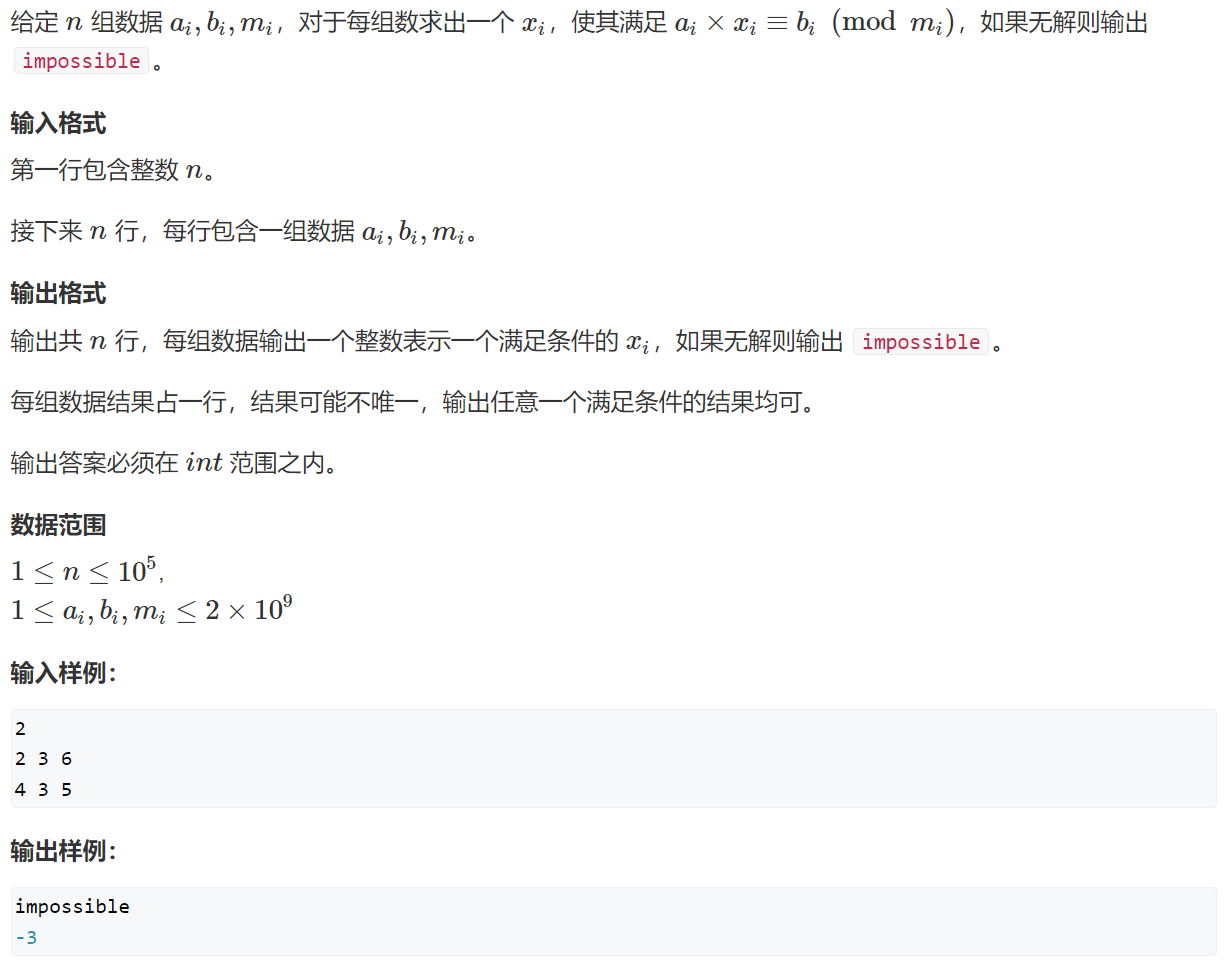 给定 n 组数据 a_i, b_i, m_i，对于每组数求出一个 x_i，使其满足 a_i × x_i ≡ b_i (mod m_i)，如果无解则输出
impossible 。
输入格式
第一行包含整数 n。
接下来 n 行，每行包含一组数据 a_i, b_i, m_i。
输出格式
输出共 n 行，每组数据输出一个整数表示一个满足条件的 x_i，如果无解则输出 impossible 。
每组数据结果占一行，结果可能不唯一，输出任意一个满足条件的结果均可。
输出答案必须在 int 范围之内。
数据范围
1 ≤ n ≤ 10^5,
1 ≤ a_i, b_i, m_i ≤ 2 × 10^9
输入样例：
2
2 3 6
4 3 5
输出样例：
impossible
-3